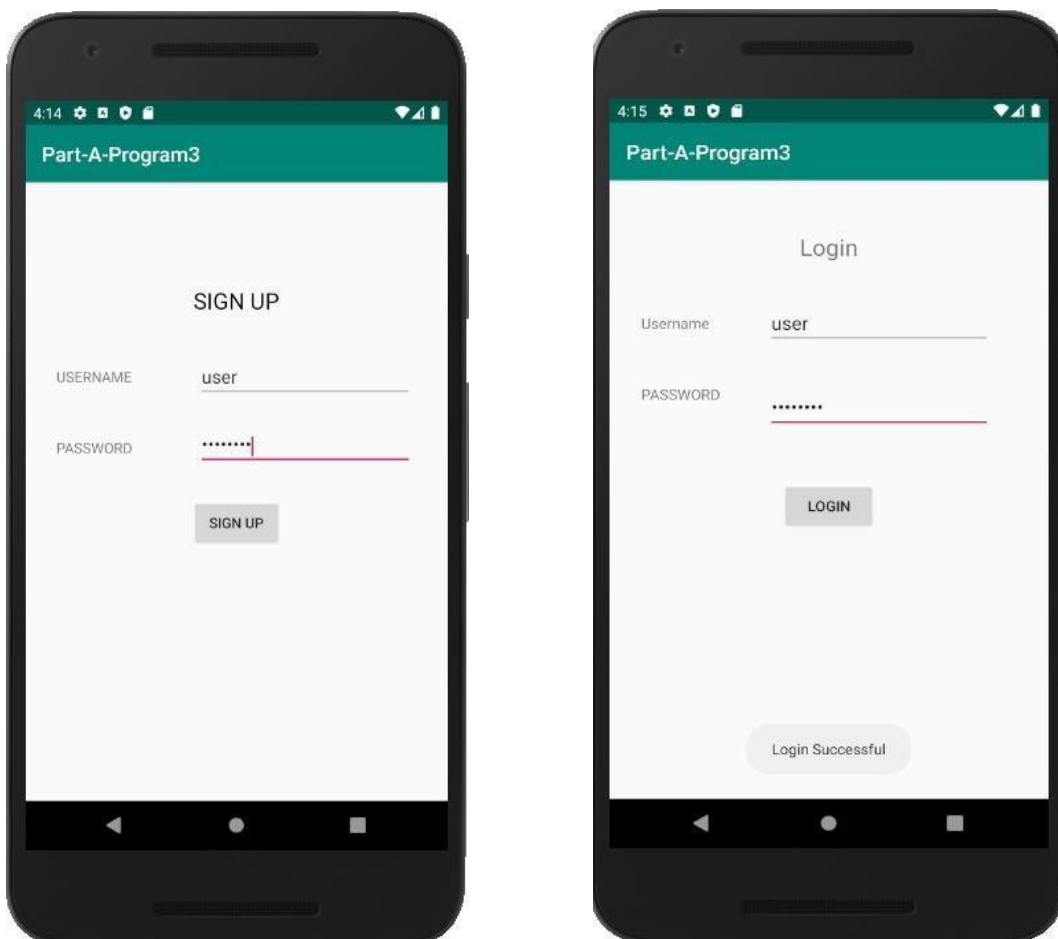 4:14
Part-A-Program3
SIGN UP
USERNAME user
PASSWORD ••••••••
SIGN UP
4:15
Part-A-Program3
Login
Username user
PASSWORD ••••••••
LOGIN
Login Successful